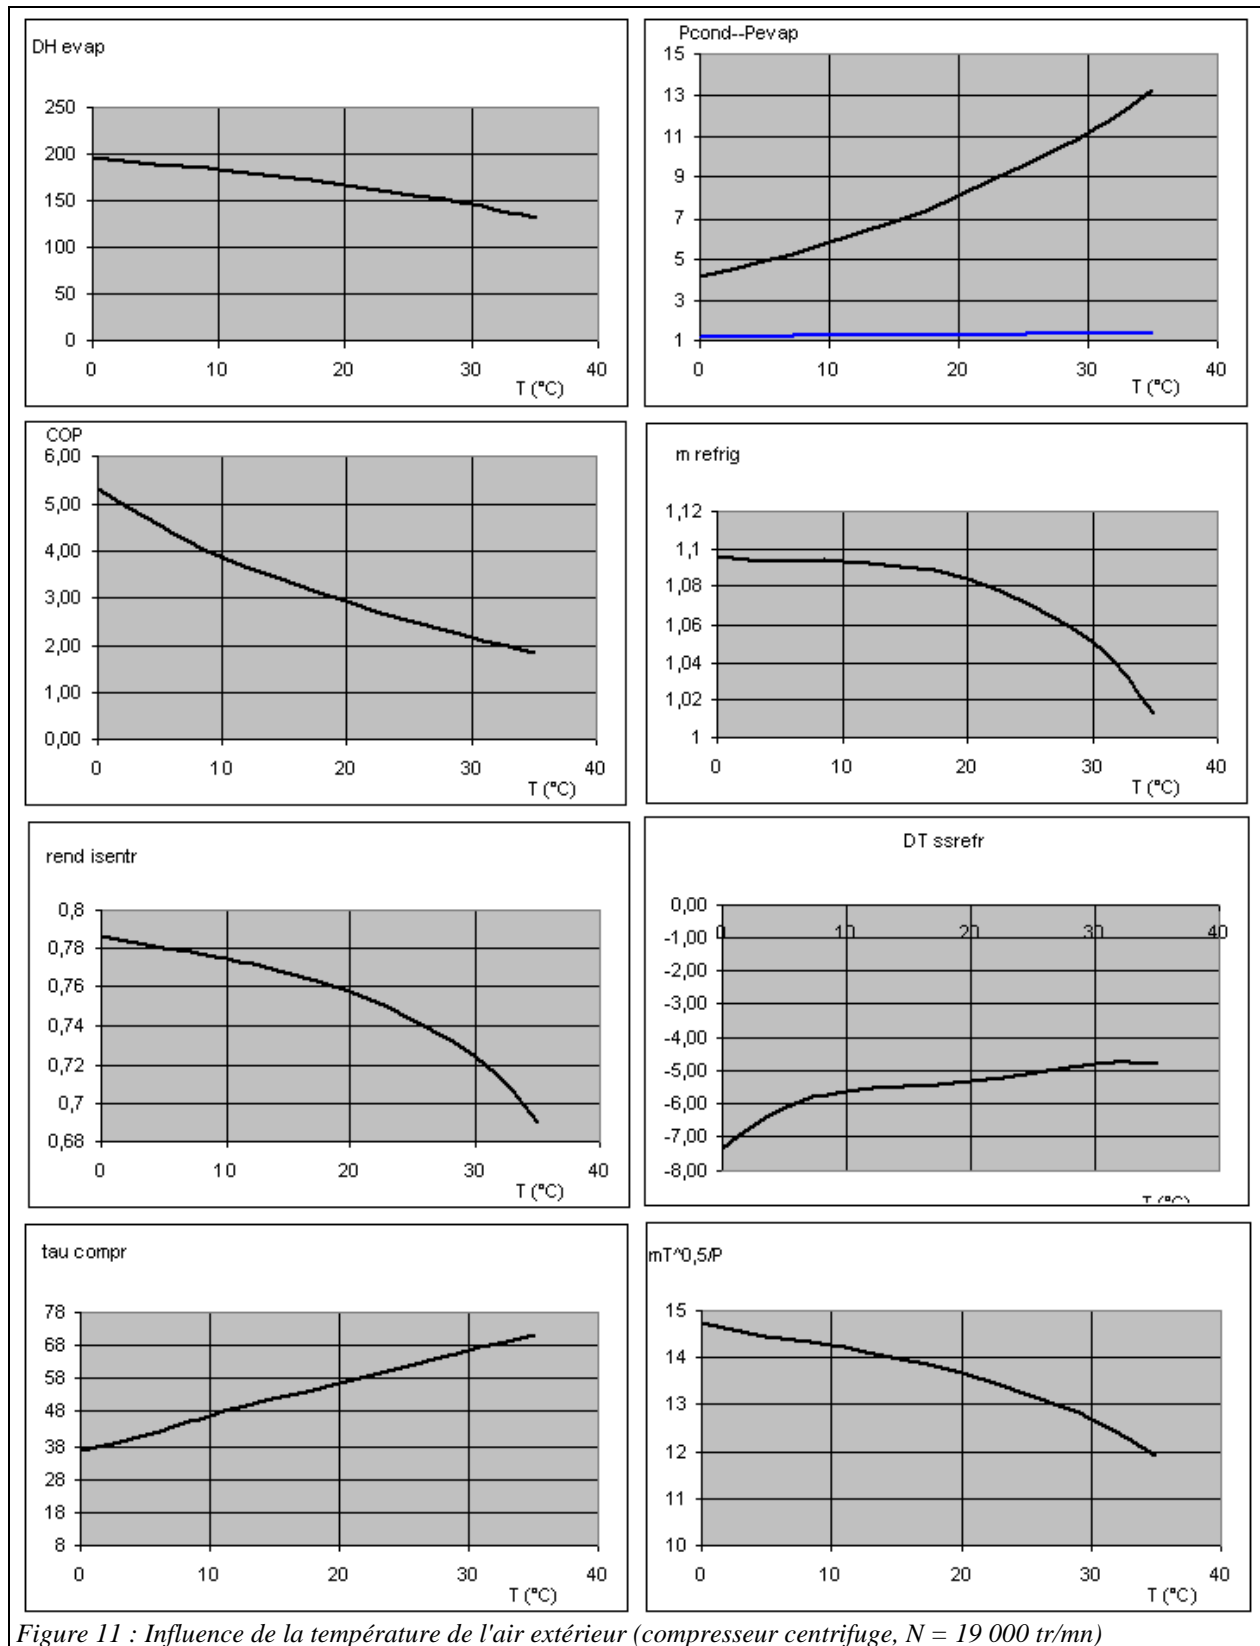 DH evap
250
200
150
100
50
0
0 10 20 30 40
T (°C)
Pcond--Pevap
15
13
11
9
7
5
3
1
0 10 20 30 40
T (°C)
COP
6,00
5,00
4,00
3,00
2,00
1,00
0,00
0 10 20 30 40
T (°C)
m refrig
1,12
1,1
1,08
1,06
1,04
1,02
1
0 10 20 30 40
T (°C)
rend isentr
0,8
0,78
0,76
0,74
0,72
0,7
0,68
0 10 20 30 40
T (°C)
DT ssrefr
0,00
0 10 20 30 40
-1,00
-2,00
-3,00
-4,00
-5,00
-6,00
-7,00
-8,00
T (°C)
tau compr
78
68
58
48
38
28
18
8
0 10 20 30 40
T (°C)
mT^0,5/P
15
14
13
12
11
10
0 10 20 30 40
T (°C)
Figure 11 : Influence de la température de l'air extérieur (compresseur centrifuge, N = 19 000 tr/mn)